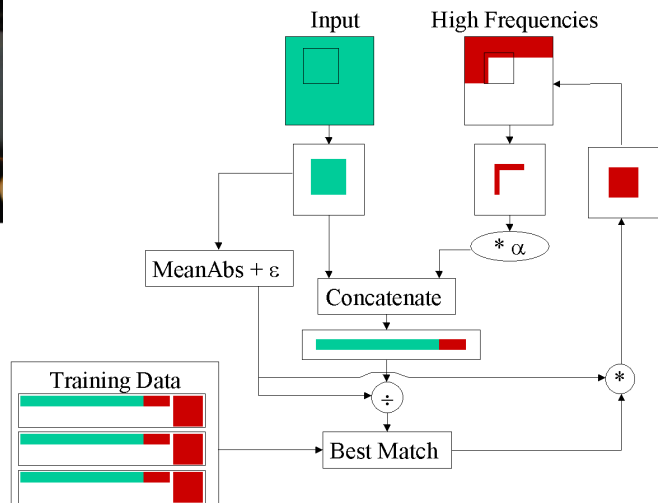 Input
High Frequencies
* α
MeanAbs + ε
Concatenate
Training Data
÷
*
Best Match